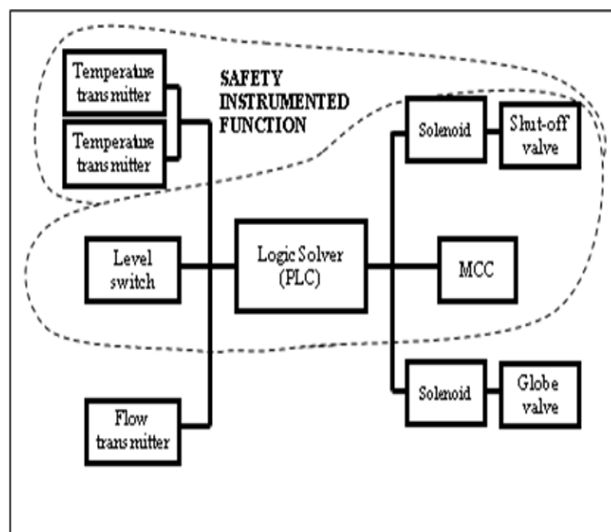 Temperature
transmitter
Temperature
transmitter
SAFETY
INSTRUMENTED
FUNCTION
Solenoid
Shut-off
valve
Level
switch
Logic Solver
(PLC)
MCC
Flow
transmitter
Solenoid
Globe
valve